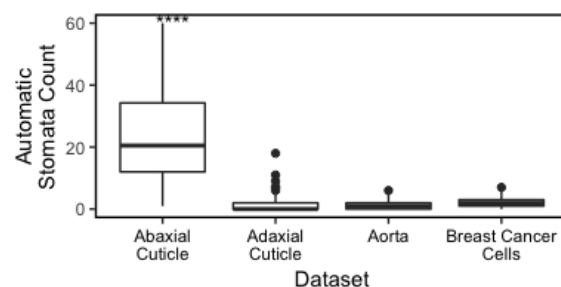 ****
60
40
20
0
Automatic
Stomata Count
Abaxial
Cuticle
Adaxial
Cuticle
Aorta
Breast Cancer
Cells
Dataset